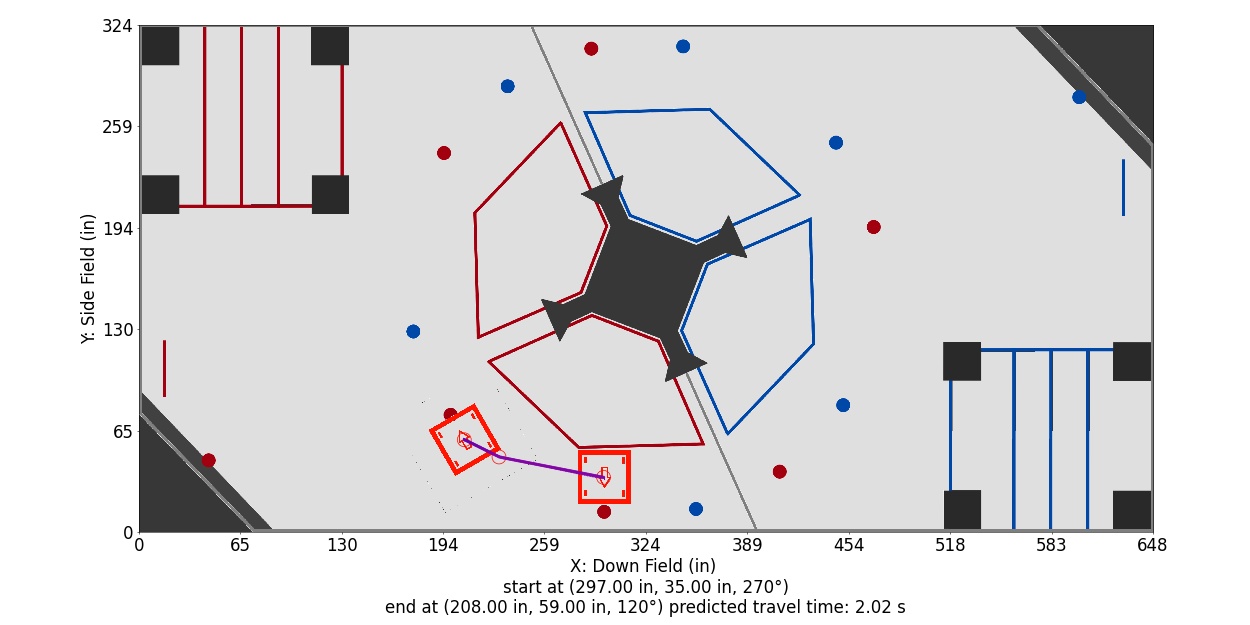 324
259
194
130
65
0
Y: Side Field (in)
0 65 130 194 259 324 389 454 518 583 648
X: Down Field (in)
start at (297.00 in, 35.00 in, 270°)
end at (208.00 in, 59.00 in, 120°) predicted travel time: 2.02 s